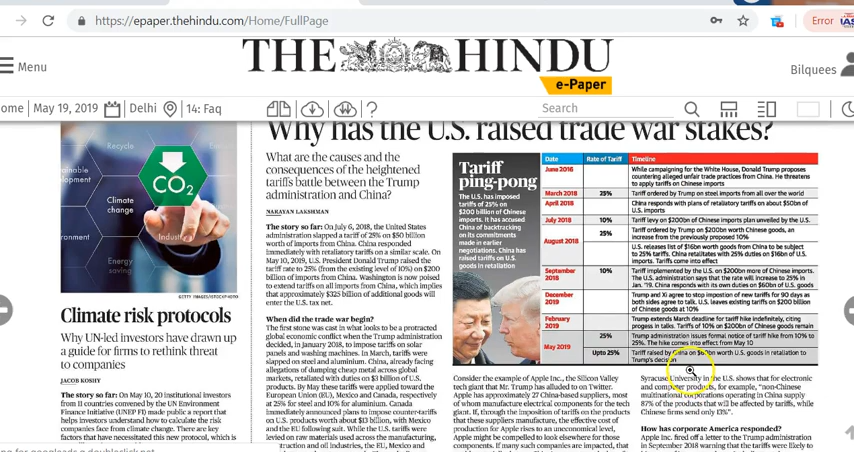 https://epaper.thehindu.com/Home/FullPage
Error
IAS
Menu
THE HINDU
e-Paper
Bilquees
ome May 19, 2019 Delhi 14: Faq
Search
Why has the U.S. raised trade war stakes?
Recycle
Climate
change
CO2
Industrial
ronment
Energy
saving
GETTY IMAGES/ISTOCKPHOTO
Climate risk protocols
Why UN-led investors have drawn up
a guide for firms to rethink threat
to companies
JACOB KOSHY
The story so far: On May 10, 20 institutional investors
from 11 countries convened by the UN Environment
Finance Initiative (UNEP FI) made public a report that
helps investors understand how to calculate the risk
companies face from climate change. There are key
factors that have necessitated this new protocol, which is
What are the causes and the
consequences of the heightened
tariffs battle between the Trump
administration and China?
NARAYAN LAKSHMAN
The story so far: On July 6, 2018, the United States
administration slapped a tariff of 25% on $50 billion
worth of imports from China. China responded
immediately with retaliatory tariffs on a similar scale. On
May 10, 2019, U.S. President Donald Trump raised the
tariff rate to 25% (from the existing level of 10%) on $200
billion of imports from China. Washington is now poised
to extend tariffs on all imports from China, which implies
that approximately $325 billion of additional goods will
enter the U.S. tax net.
When did the trade war begin?
The first stone was cast in what looks to be a protracted
global economic conflict when the Trump administration
decided, in January 2018, to impose tariffs on solar
panels and washing machines. In March, tariffs were
slapped on steel and aluminium. China, already facing
allegations of dumping cheap metal across global
markets, retaliated with duties on $3 billion of U.S.
products. By May these tariffs were applied toward the
European Union (EU), Mexico and Canada, respectively
at 25% for steel and 10% for aluminium. Canada
immediately announced plans to impose counter-tariffs
on U.S. products worth about $13 billion, with Mexico
and the EU following suit. While the U.S. tariffs were
levied on raw materials used across the manufacturing,
and oil industries, the EU, Mexico and
Tariff
ping-pong
The U.S. has imposed
tariffs of 25% on
$200 billion of Chinese
imports. It has accused
China of backtracking
on its commitments
made in earlier
negotiations. China has
raised tariffs on U.S.
goods in retaliation
Date Rate of Tariff Timeline
June 2016 While campaigning for the White House, Donald Trump proposes
countering alleged unfair trade practices from China. He threatens
to apply tariffs on Chinese imports
March 2018 25% Tariff ordered by Trump on steel imports from all over the world
April 2018 China responds with plans of retaliatory tariffs on about $50bn of
U.S. imports
July 2018 10% Tariff levy on $200bn of Chinese imports plan unveiled by the U.S.
August 2018 25% Tariff ordered by Trump on $200bn worth Chinese goods, an
increase from the previously proposed 10%
U.S. releases list of $16bn worth goods from China to be subject
to 25% tariffs. China retaliates with 25% duties on $16bn of U.S.
imports. Tariffs come into effect
September
2018 10% Tariff implemented by the U.S. on $200bn more of Chinese imports.
The U.S. administration says that the rate will increase to 25% in
Jan. '19. China responds with its own duties on $60bn of U.S. goods
December
2019 Trump and Xi agree to stop imposition of new tariffs for 90 days as
both sides agree to talk. U.S. leaves existing tariffs on $200 billion
of Chinese goods at 10%
February
2019 Trump extends March deadline for tariff hike indefinitely, citing
progess in talks. Tariffs of 10% on $200bn of Chinese goods remain
May 2019 25% Trump administration issues formal notice of tariff hike from 10% to
25%. The hike comes into effect from May 10
Upto 25% Tariff raised by China on worth U.S. goods in retaliation to
Trump's
Consider the example of Apple Inc., the Silicon Valley
tech giant that Mr. Trump has alluded to on Twitter.
Apple has approximately 27 China-based suppliers, most
of whom manufacture electrical components for the tech
giant. If, through the imposition of tariffs on the products
that these suppliers manufacture, the effective cost of
production for Apple rises to an uneconomical level,
Apple might be compelled to look elsewhere for those
components. If many such companies are impacted, that
Syracuse University in the U.S. shows that for electronic
and computer products, for example, "non-Chinese
multinational corporations operating in China supply
87% of the products that will be affected by tariffs, while
Chinese firms send only 13%".
How has corporate America responded?
Apple Inc. fired off a letter to the Trump administration
in September 2018 warning that the tariffs were likely to